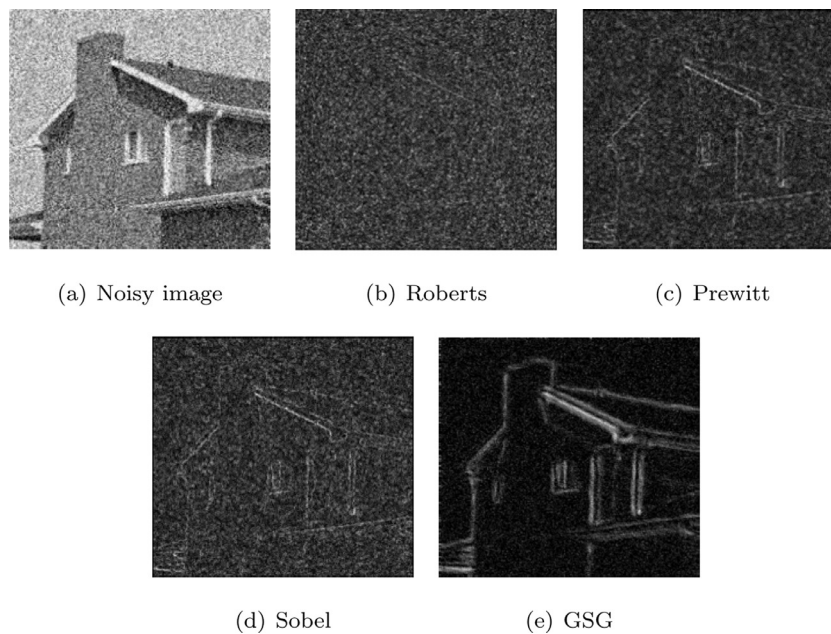 (a) Noisy image
(b) Roberts
(c) Prewitt
(d) Sobel
(e) GSG